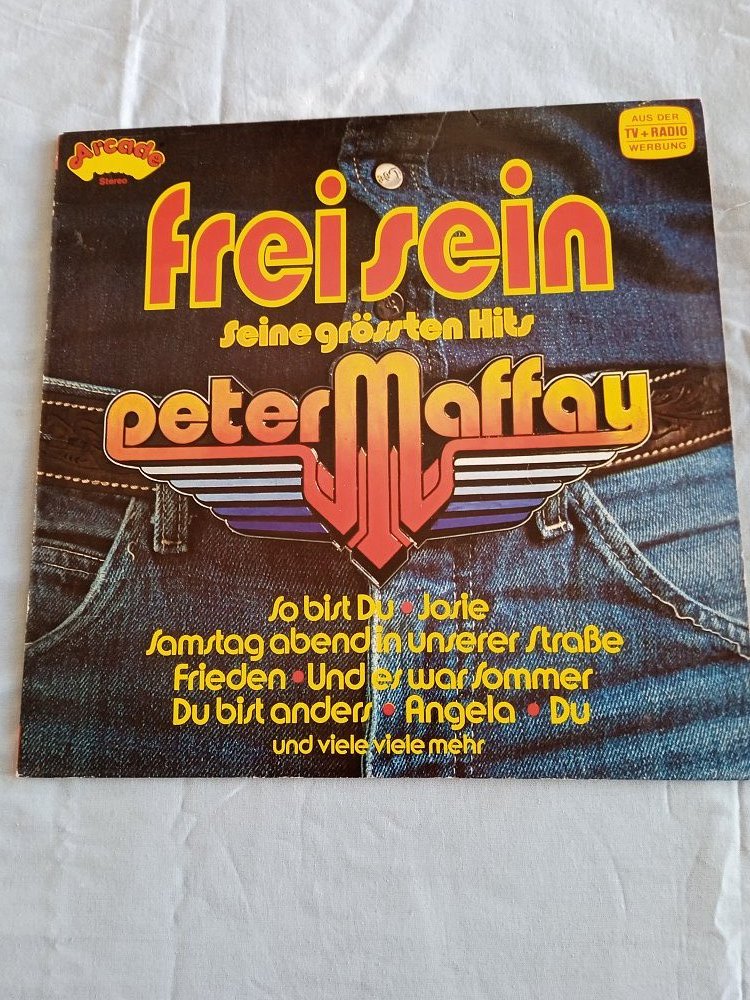 Arcade
Stereo
AUS DER
TV + RADIO
WERBUNG
frei sein
seine grössten Hits
peter Maffay
So bist Du • Josie
Samstag abend in unserer Straße
Frieden • Und es war Sommer
Du bist anders • Angela • Du
und viele viele mehr